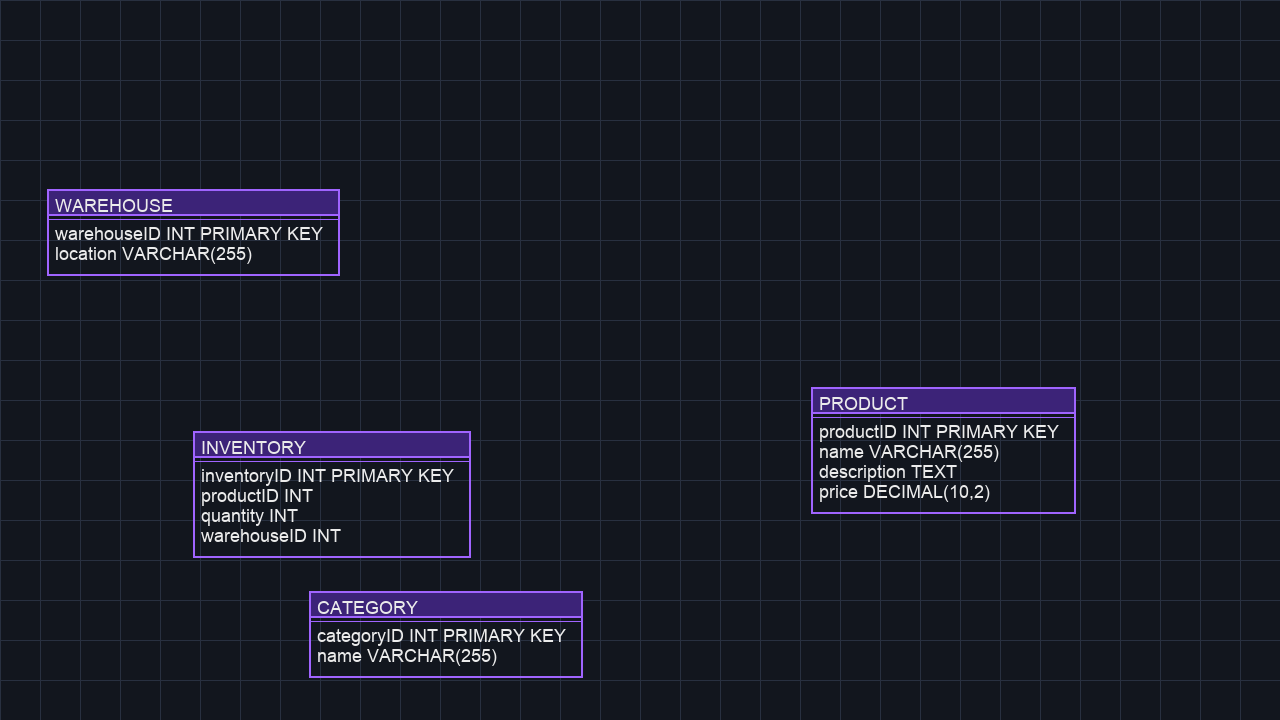 WAREHOUSE
warehouseID INT PRIMARY KEY
location VARCHAR(255)
PRODUCT
productID INT PRIMARY KEY
name VARCHAR(255)
description TEXT
price DECIMAL(10,2)
INVENTORY
inventoryID INT PRIMARY KEY
productID INT
quantity INT
warehouseID INT
CATEGORY
categoryID INT PRIMARY KEY
name VARCHAR(255)